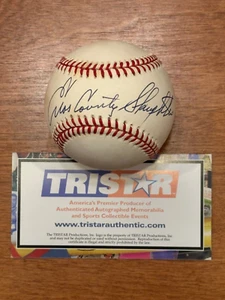 Enos "Country" Slaughter
TRISTAR
America's Premier Producer of
Authenticated Autographed Memorabilia
and Sports Collectible Events
www.tristarauthentic.com